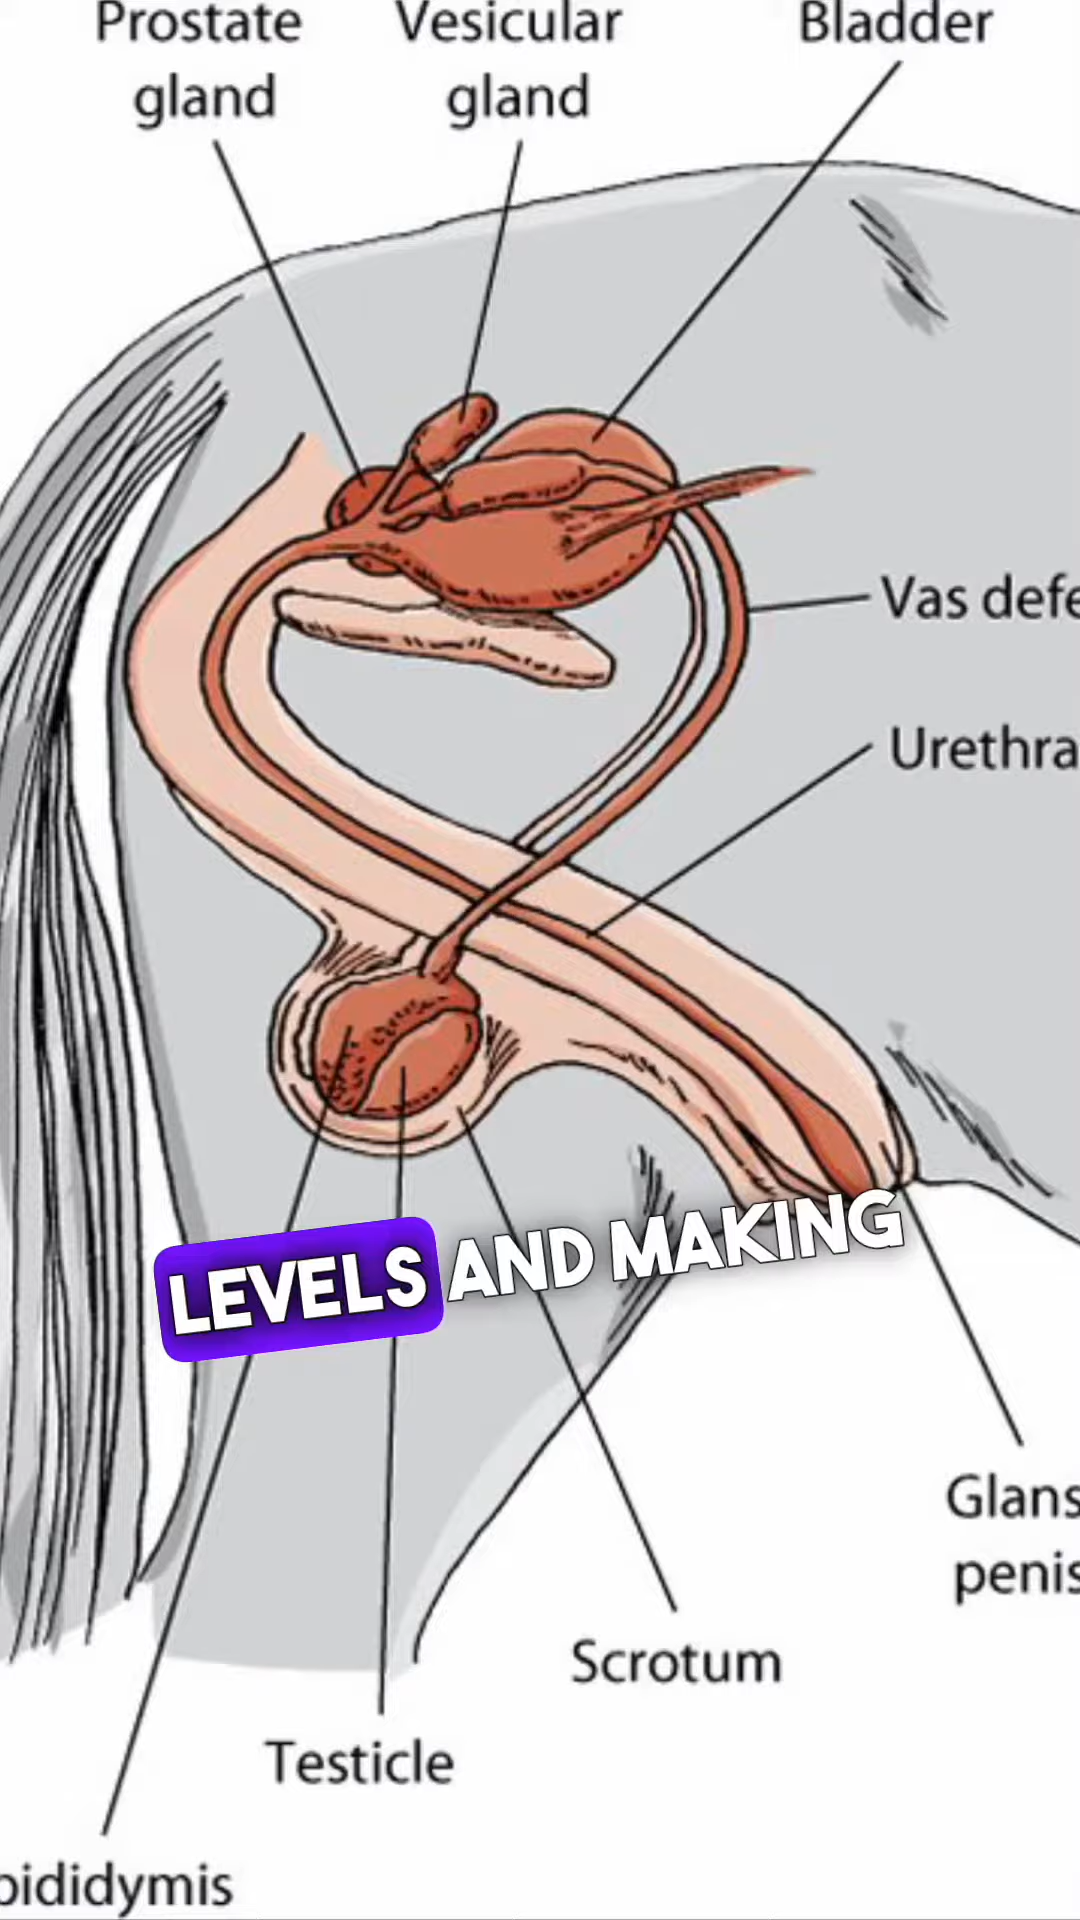 Prostate
gland
Vesicular
gland
Bladder
Vas defe
Urethra
LEVELS AND MAKING
Glans
penis
Scrotum
Testicle
pididymis